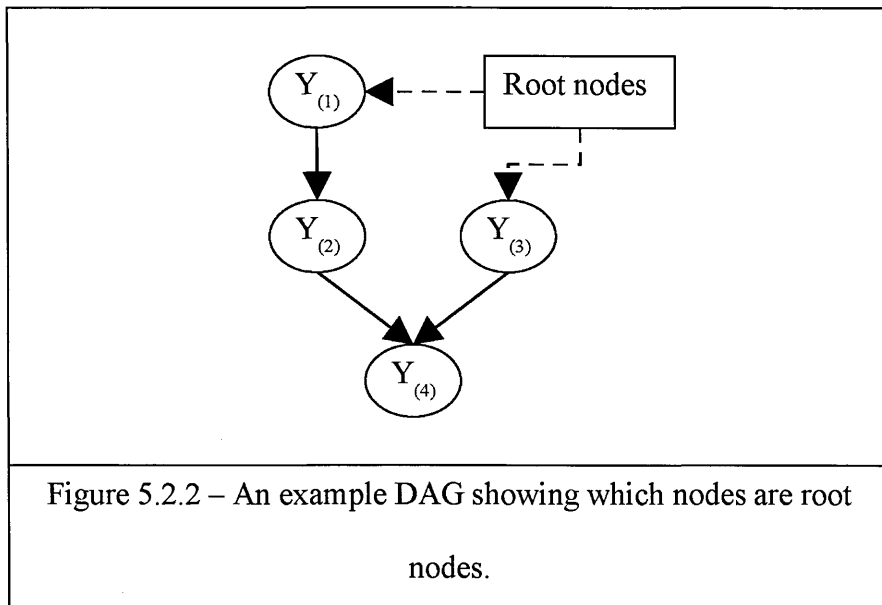 Y(1)
Root nodes
Y(2)
Y(3)
Y(4)
Figure 5.2.2 – An example DAG showing which nodes are root
nodes.